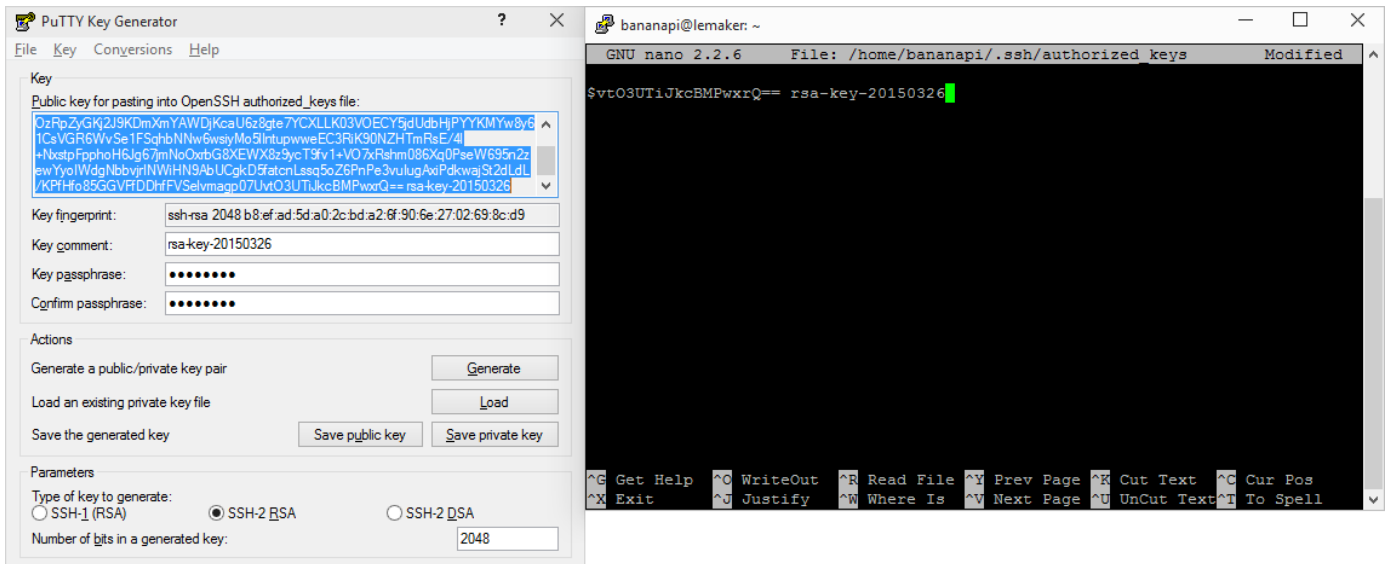 PuTTY Key Generator
?
File Key Conversions Help
Key
Public key for pasting into OpenSSH authorized_keys file:
OzRpZyGKj2J9KDmXmYAWDjKcaU6z8gte7YCXLLK03VOECY5jdUdbHjPYYKMYw8y6
1CsVGR6WvSe1FSqhbNNw6wsiyMo5lIntupwweEC3RiK90NZHTmRsE/4l
+NxstpFpphoH6Jg67jmNoOxrbG8XEWX8z9ycT9fv1+VO7xRshm086Xq0PseW695n2z
ewYyolWdgNbbvjrlNWiHN9AbUCgkD5fatcnLssq5oZ6PnPe3vuIugAxiPdkwajSt2dLdL
/KPfHfo85GGVFfDDhfFVSelvmagp07UvtO3UTiJkcBMPwxrQ== rsa-key-20150326
Key fingerprint: ssh-rsa 2048 b8:ef:ad:5d:a0:2c:bd:a2:6f:90:6e:27:02:69:8c:d9
Key comment: rsa-key-20150326
Key passphrase: ●●●●●●●●
Confirm passphrase: ●●●●●●●●
Actions
Generate a public/private key pair Generate
Load an existing private key file Load
Save the generated key Save public key Save private key
Parameters
Type of key to generate:
SSH-1 (RSA) SSH-2 RSA SSH-2 DSA
Number of bits in a generated key: 2048
bananapi@lemaker: ~
GNU nano 2.2.6 File: /home/bananapi/.ssh/authorized_keys Modified
$vtO3UTiJkcBMPwxrQ== rsa-key-20150326
^G Get Help ^O WriteOut ^R Read File ^Y Prev Page ^K Cut Text ^C Cur Pos
^X Exit ^J Justify ^W Where Is ^V Next Page ^U UnCut Text ^T To Spell